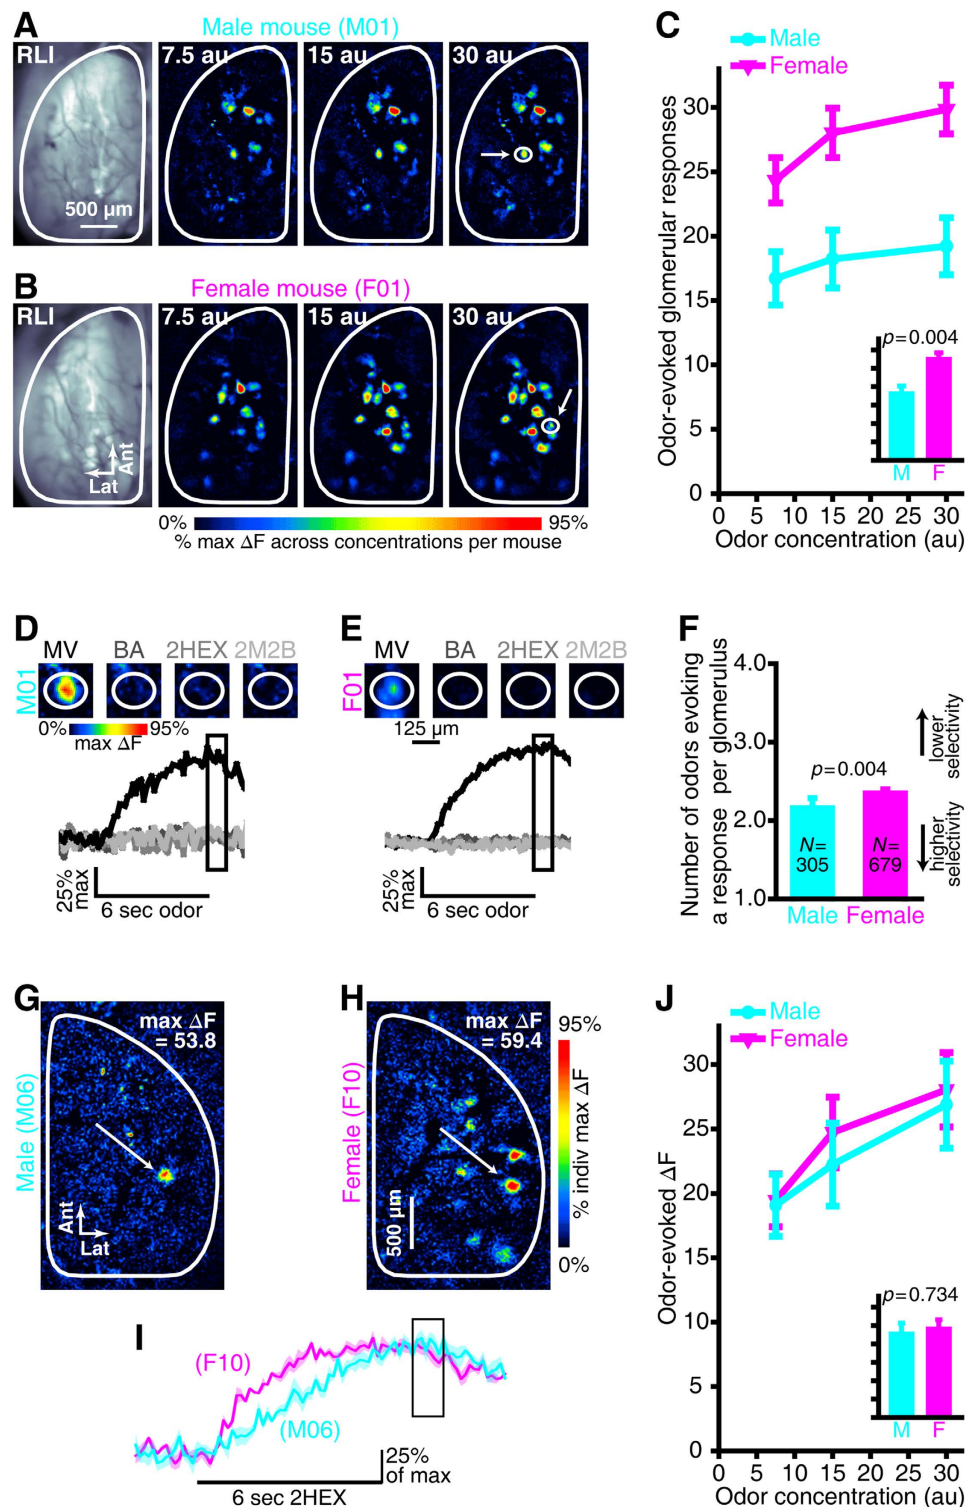 A
Male mouse (M01)
RLI
7.5 au
15 au
30 au
500 µm
B
Female mouse (F01)
RLI
7.5 au
15 au
30 au
Ant
Lat
0%
95%
% max ΔF across concentrations per mouse
C
Male
Female
Odor-evoked glomerular responses
30
25
20
15
10
5
0
p=0.004
M
F
0 5 10 15 20 25 30
Odor concentration (au)
D
MV BA 2HEX 2M2B
M01
0% 95%
max ΔF
25%
max
6 sec odor
E
MV BA 2HEX 2M2B
F01
125 µm
25%
max
6 sec odor
F
Number of odors evoking
a response per glomerulus
4.0
3.0
2.0
1.0
p=0.004
N=
305
N=
679
Male Female
lower
selectivity
higher
selectivity
G
Male (M06)
max ΔF
= 53.8
Ant
Lat
H
Female (F10)
max ΔF
= 59.4
500 µm
95%
% indiv max ΔF
0%
I
(F10)
(M06)
25%
of max
6 sec 2HEX
J
Male
Female
Odor-evoked ΔF
30
25
20
15
10
5
0
p=0.734
M
F
0 5 10 15 20 25 30
Odor concentration (au)